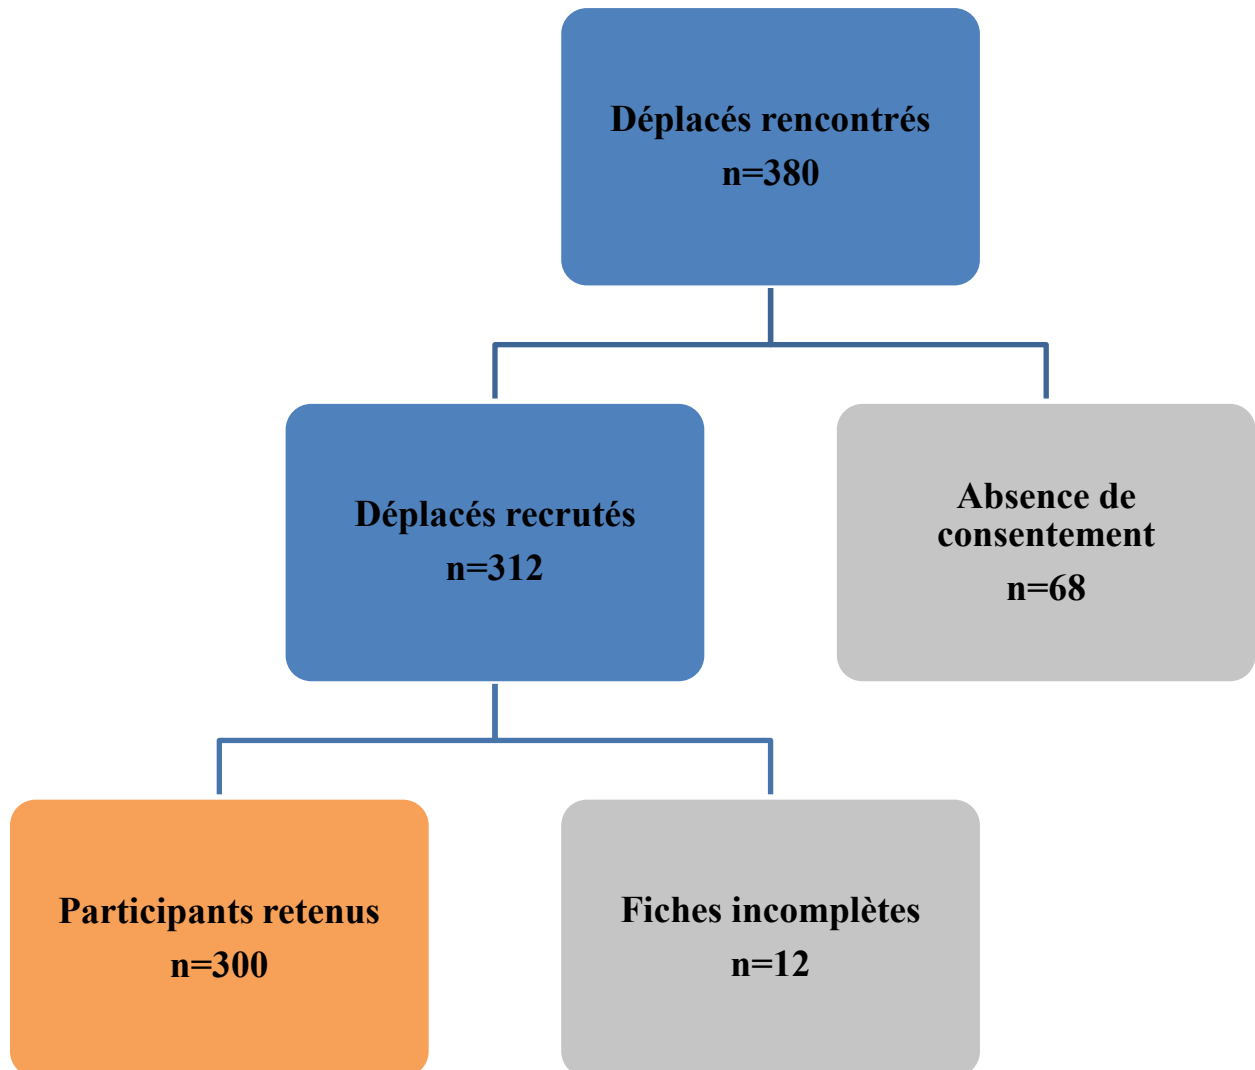 Déplacés rencontrés
n=380
Déplacés recrutés
n=312
Absence de
consentement
n=68
Participants retenus
n=300
Fiches incomplètes
n=12